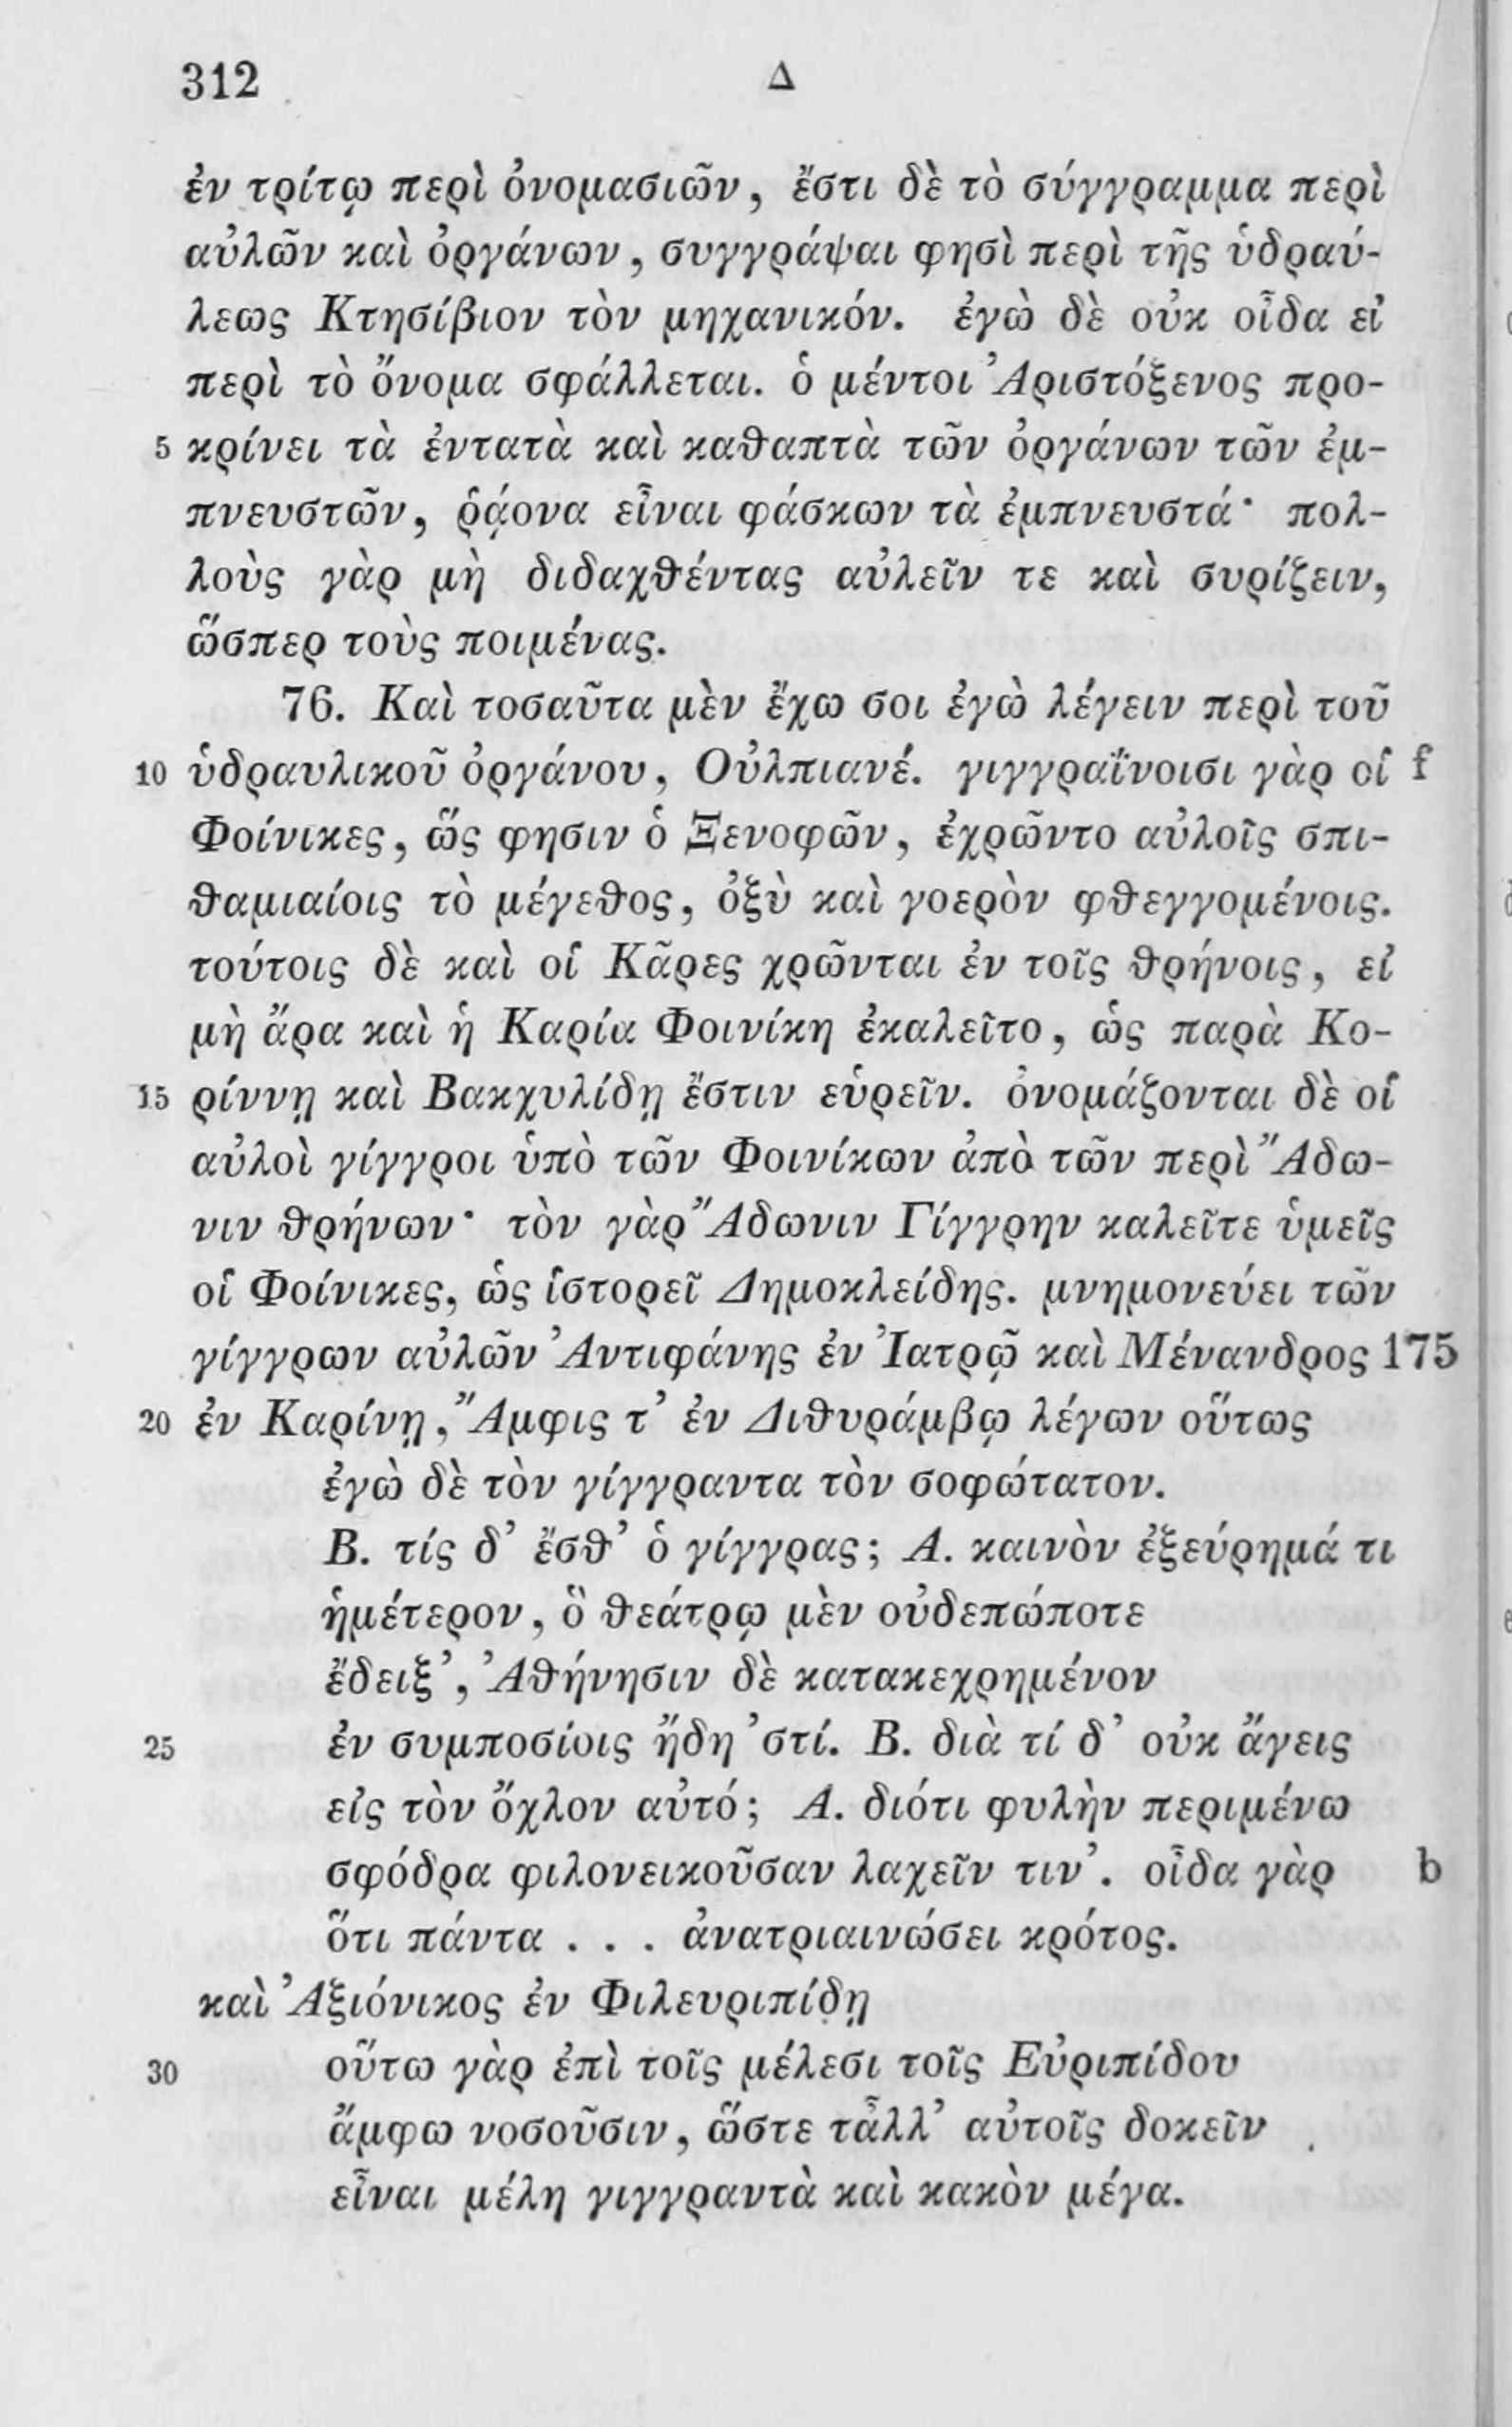 312 Δ
ἐν τρίτῳ περὶ ὀνομασιῶν, ἔστι δὲ τὸ σύγγραμμα περὶ
αὐλῶν καὶ ὀργάνων, συγγράψαι φησὶ περὶ τῆς ὑδραύ-
λεως Κτησίβιον τὸν μηχανικόν. ἐγὼ δὲ οὐκ οἶδα εἰ
περὶ τὸ ὄνομα σφάλλεται. ὁ μέντοι Ἀριστόξενος προ-
5 κρίνει τὰ ἐντατὰ καὶ καθαπτὰ τῶν ὀργάνων τῶν ἐμ-
πνευστῶν, ῥᾴονα εἶναι φάσκων τὰ ἐμπνευστά· πολ-
λοὺς γὰρ μὴ διδαχθέντας αὐλεῖν τε καὶ συρίζειν,
ὥσπερ τοὺς ποιμένας.
76. Καὶ τοσαῦτα μὲν ἔχω σοι ἐγὼ λέγειν περὶ τοῦ
10 ὑδραυλικοῦ ὀργάνου, Οὐλπιανέ. γιγγραΐνοισι γὰρ οἱ f
Φοίνικες, ὥς φησιν ὁ Ξενοφῶν, ἐχρῶντο αὐλοῖς σπι-
θαμιαίοις τὸ μέγεθος, ὀξὺ καὶ γοερὸν φθεγγομένοις.
τούτοις δὲ καὶ οἱ Κᾶρες χρῶνται ἐν τοῖς θρήνοις, εἰ
μὴ ἄρα καὶ ἡ Καρία Φοινίκη ἐκαλεῖτο, ὡς παρὰ Κο-
15 ρίννῃ καὶ Βακχυλίδῃ ἔστιν εὑρεῖν. ὀνομάζονται δὲ οἱ
αὐλοὶ γίγγροι ὑπὸ τῶν Φοινίκων ἀπὸ τῶν περὶ Ἄδω-
νιν θρήνων· τὸν γὰρ Ἄδωνιν Γίγγρην καλεῖτε ὑμεῖς
οἱ Φοίνικες, ὡς ἱστορεῖ Δημοκλείδης. μνημονεύει τῶν
γίγγρων αὐλῶν Ἀντιφάνης ἐν Ἰατρῷ καὶ Μένανδρος 175
20 ἐν Καρίνῃ, Ἄμφις τ’ ἐν Διθυράμβῳ λέγων οὕτως
ἐγὼ δὲ τὸν γίγγραντα τὸν σοφώτατον.
Β. τίς δ’ ἔσθ’ ὁ γίγγρας; Α. καινὸν ἐξεύρημά τι
ἡμέτερον, ὃ θεάτρῳ μὲν οὐδεπώποτε
ἔδειξ’, Ἀθήνησιν δὲ κατακεχρημένον
25 ἐν συμποσίοις ἤδη ’στί. Β. διὰ τί δ’ οὐκ ἄγεις
εἰς τὸν ὄχλον αὐτό; Α. διότι φυλὴν περιμένω
σφόδρα φιλονεικοῦσαν λαχεῖν τιν’. οἶδα γὰρ b
ὅτι πάντα . . . ἀνατριαινώσει κρότος.
καὶ Ἀξιόνικος ἐν Φιλευριπίδῃ
30 οὕτω γὰρ ἐπὶ τοῖς μέλεσι τοῖς Εὐριπίδου
ἄμφω νοσοῦσιν, ὥστε τἆλλ’ αὐτοῖς δοκεῖν
εἶναι μέλη γιγγραντὰ καὶ κακὸν μέγα.